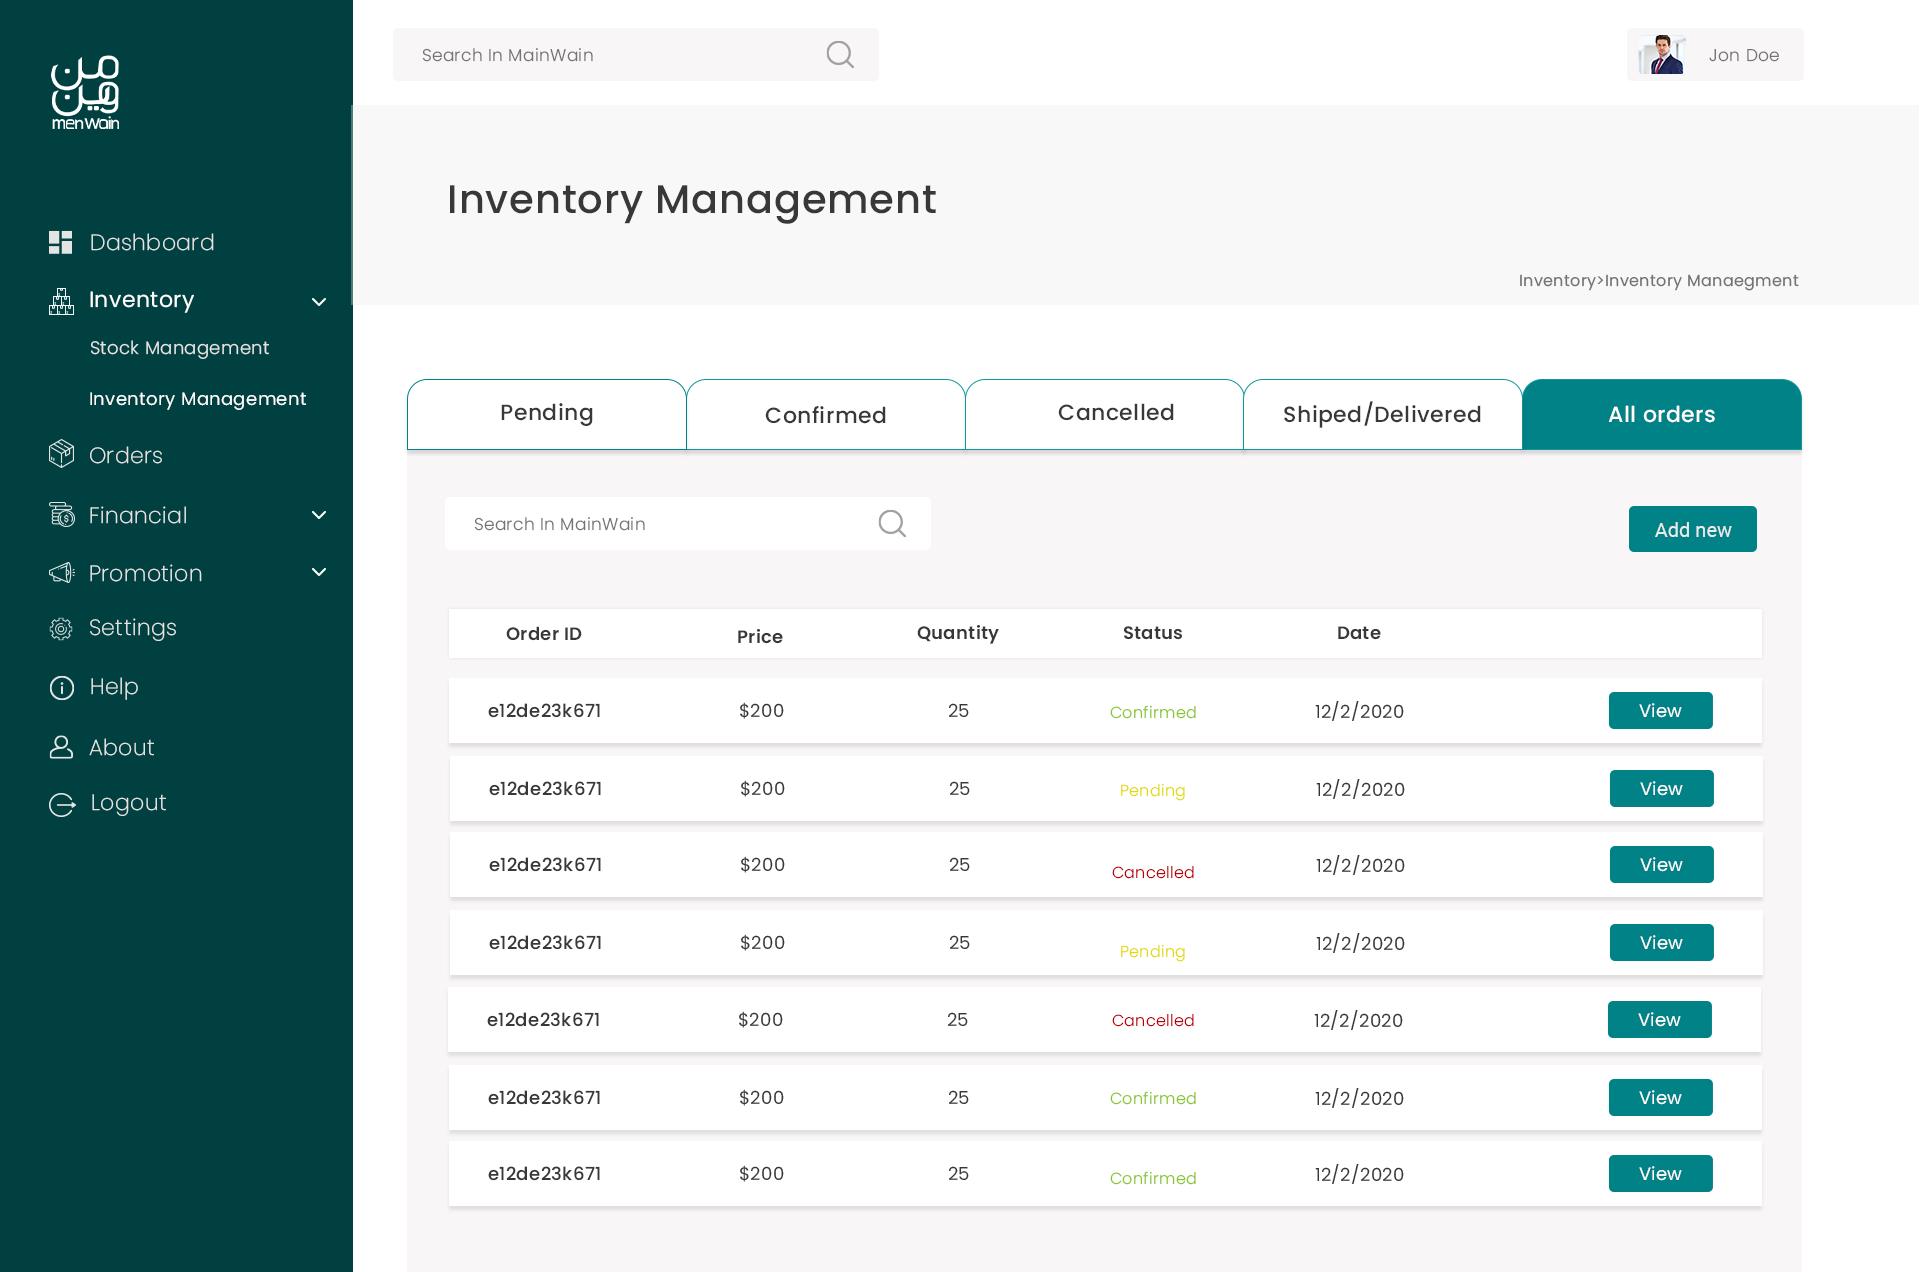 من
وين
menWain
Search In MainWain
Jon Doe
Inventory Management
Inventory>Inventory Manaegment
Dashboard
Inventory
Stock Management
Inventory Management
Orders
Financial
Promotion
Settings
Help
About
Logout
Pending Confirmed Cancelled Shiped/Delivered All orders
Search In MainWain
Add new
Order ID Price Quantity Status Date
e12de23k671 $200 25 Confirmed 12/2/2020 View
e12de23k671 $200 25 Pending 12/2/2020 View
e12de23k671 $200 25 Cancelled 12/2/2020 View
e12de23k671 $200 25 Pending 12/2/2020 View
e12de23k671 $200 25 Cancelled 12/2/2020 View
e12de23k671 $200 25 Confirmed 12/2/2020 View
e12de23k671 $200 25 Confirmed 12/2/2020 View